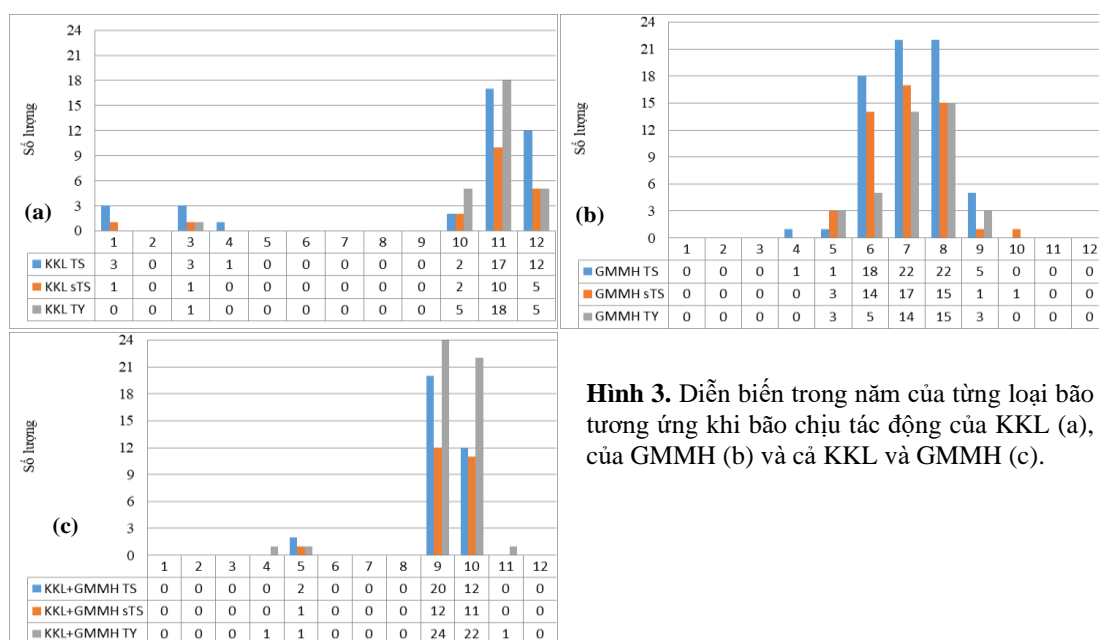 24
21
18
15
12
9
6
3
0
Số lượng
(a)
1 2 3 4 5 6 7 8 9 10 11 12
KKL TS 3 0 3 1 0 0 0 0 0 2 17 12
KKL sTS 1 0 1 0 0 0 0 0 0 2 10 5
KKL TY 0 0 1 0 0 0 0 0 0 5 18 5
24
21
18
15
12
9
6
3
0
Số lượng
(b)
1 2 3 4 5 6 7 8 9 10 11 12
GMMH TS 0 0 0 1 1 18 22 22 5 0 0 0
GMMH sTS 0 0 0 0 3 14 17 15 1 1 0 0
GMMH TY 0 0 0 0 3 5 14 15 3 0 0 0
24
21
18
15
12
9
6
3
0
Số lượng
(c)
1 2 3 4 5 6 7 8 9 10 11 12
KKL+GMMH TS 0 0 0 0 2 0 0 0 20 12 0 0
KKL+GMMH sTS 0 0 0 0 1 0 0 0 12 11 0 0
KKL+GMMH TY 0 0 0 1 1 0 0 0 24 22 1 0
Hình 3. Diễn biến trong năm của từng loại bão
tương ứng khi bão chịu tác động của KKL (a),
của GMMH (b) và cả KKL và GMMH (c).